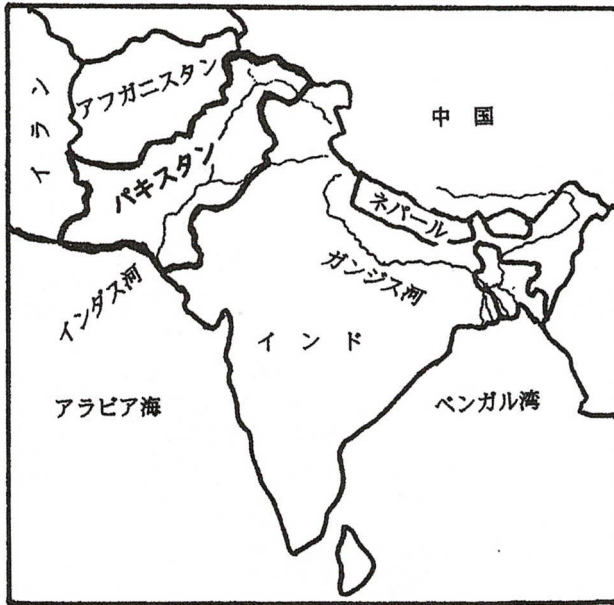 イラン
アフガニスタン
中国
パキスタン
ネパール
インダス河
ガンジス河
インド
アラビア海
ベンガル湾